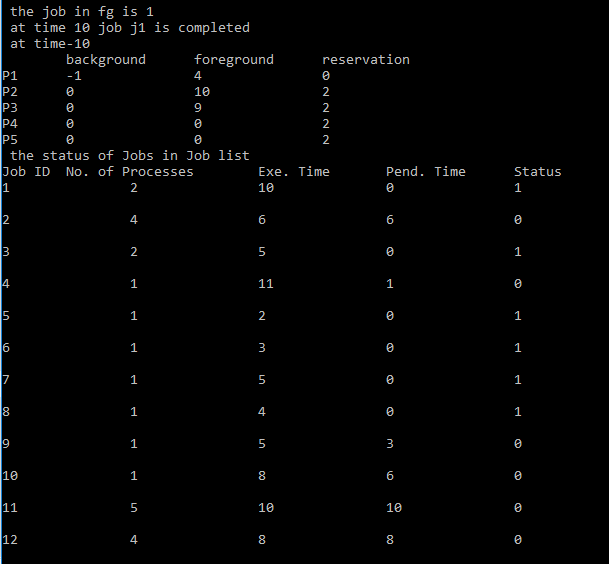 the job in fg is 1
at time 10 job j1 is completed
at time-10
background foreground reservation
P1 -1 4 0
P2 0 10 2
P3 0 9 2
P4 0 0 2
P5 0 0 2
the status of Jobs in Job list
Job ID No. of Processes Exe. Time Pend. Time Status
1 2 10 0 1
2 4 6 6 0
3 2 5 0 1
4 1 11 1 0
5 1 2 0 1
6 1 3 0 1
7 1 5 0 1
8 1 4 0 1
9 1 5 3 0
10 1 8 6 0
11 5 10 10 0
12 4 8 8 0